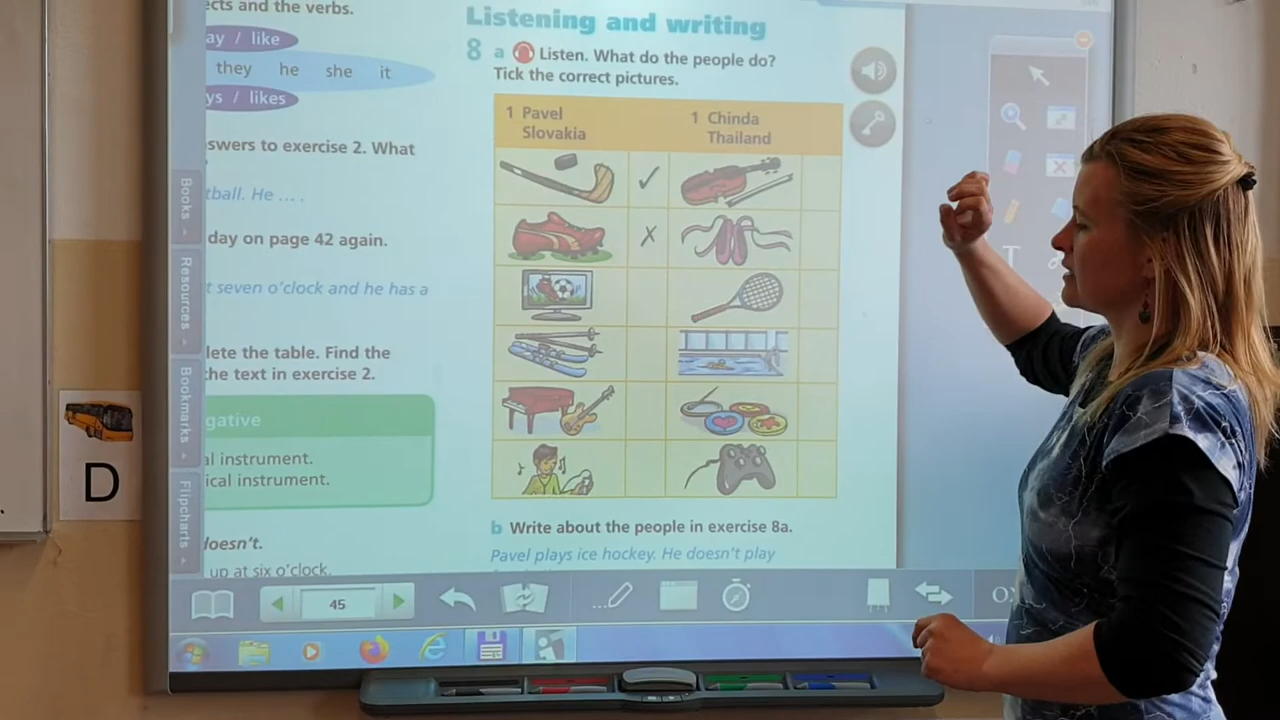 ects and the verbs.
ay / like
they he she it
ys / likes
swers to exercise 2. What
tball. He ... .
day on page 42 again.
t seven o'clock and he has a
lete the table. Find the
the text in exercise 2.
gative
al instrument.
ical instrument.
doesn't.
up at six o'clock.
Listening and writing
8 a Listen. What do the people do?
Tick the correct pictures.
1 Pavel
Slovakia
1 Chinda
Thailand
b Write about the people in exercise 8a.
Pavel plays ice hockey. He doesn't play
Books
Resources
Bookmarks
Flipcharts
45
T
D